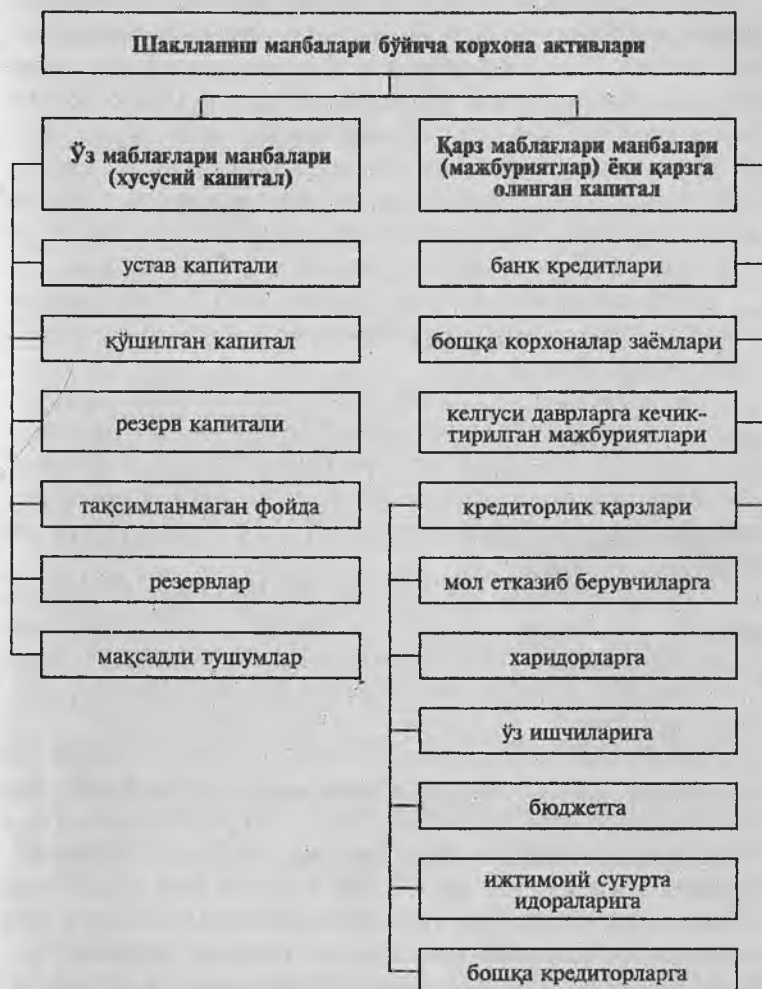 Шаклланиш манбалари бўйича корхона активлари
Ўз маблағлари манбалари
(хусусий капитал)
устав капитали
қўшилган капитал
резерв капитали
тақсимланмаган фойда
резервлар
мақсадли тушумлар
Қарз маблағлари манбалари
(мажбуриятлар) ёки қарзга
олинган капитал
банк кредитлари
бошқа корхоналар заёмлари
келгуси даврларга кечик-
тирилган мажбуриятлари
кредиторлик қарзлари
мол етказиб берувчиларга
харидорларга
ўз ишчиларига
бюджетга
ижтимоий суғурта
идораларига
бошқа кредиторларга